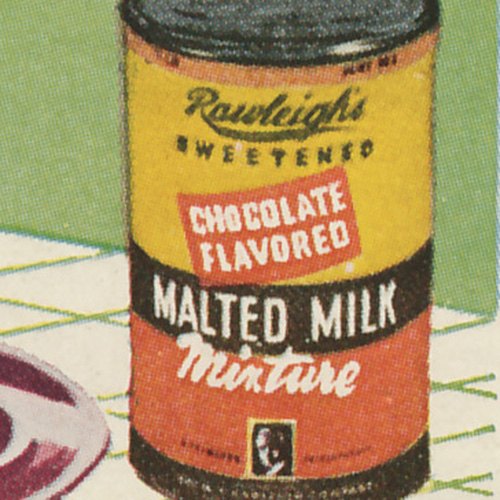 Rawleigh's
SWEETENED
CHOCOLATE
FLAVORED
MALTED MILK
Mixture